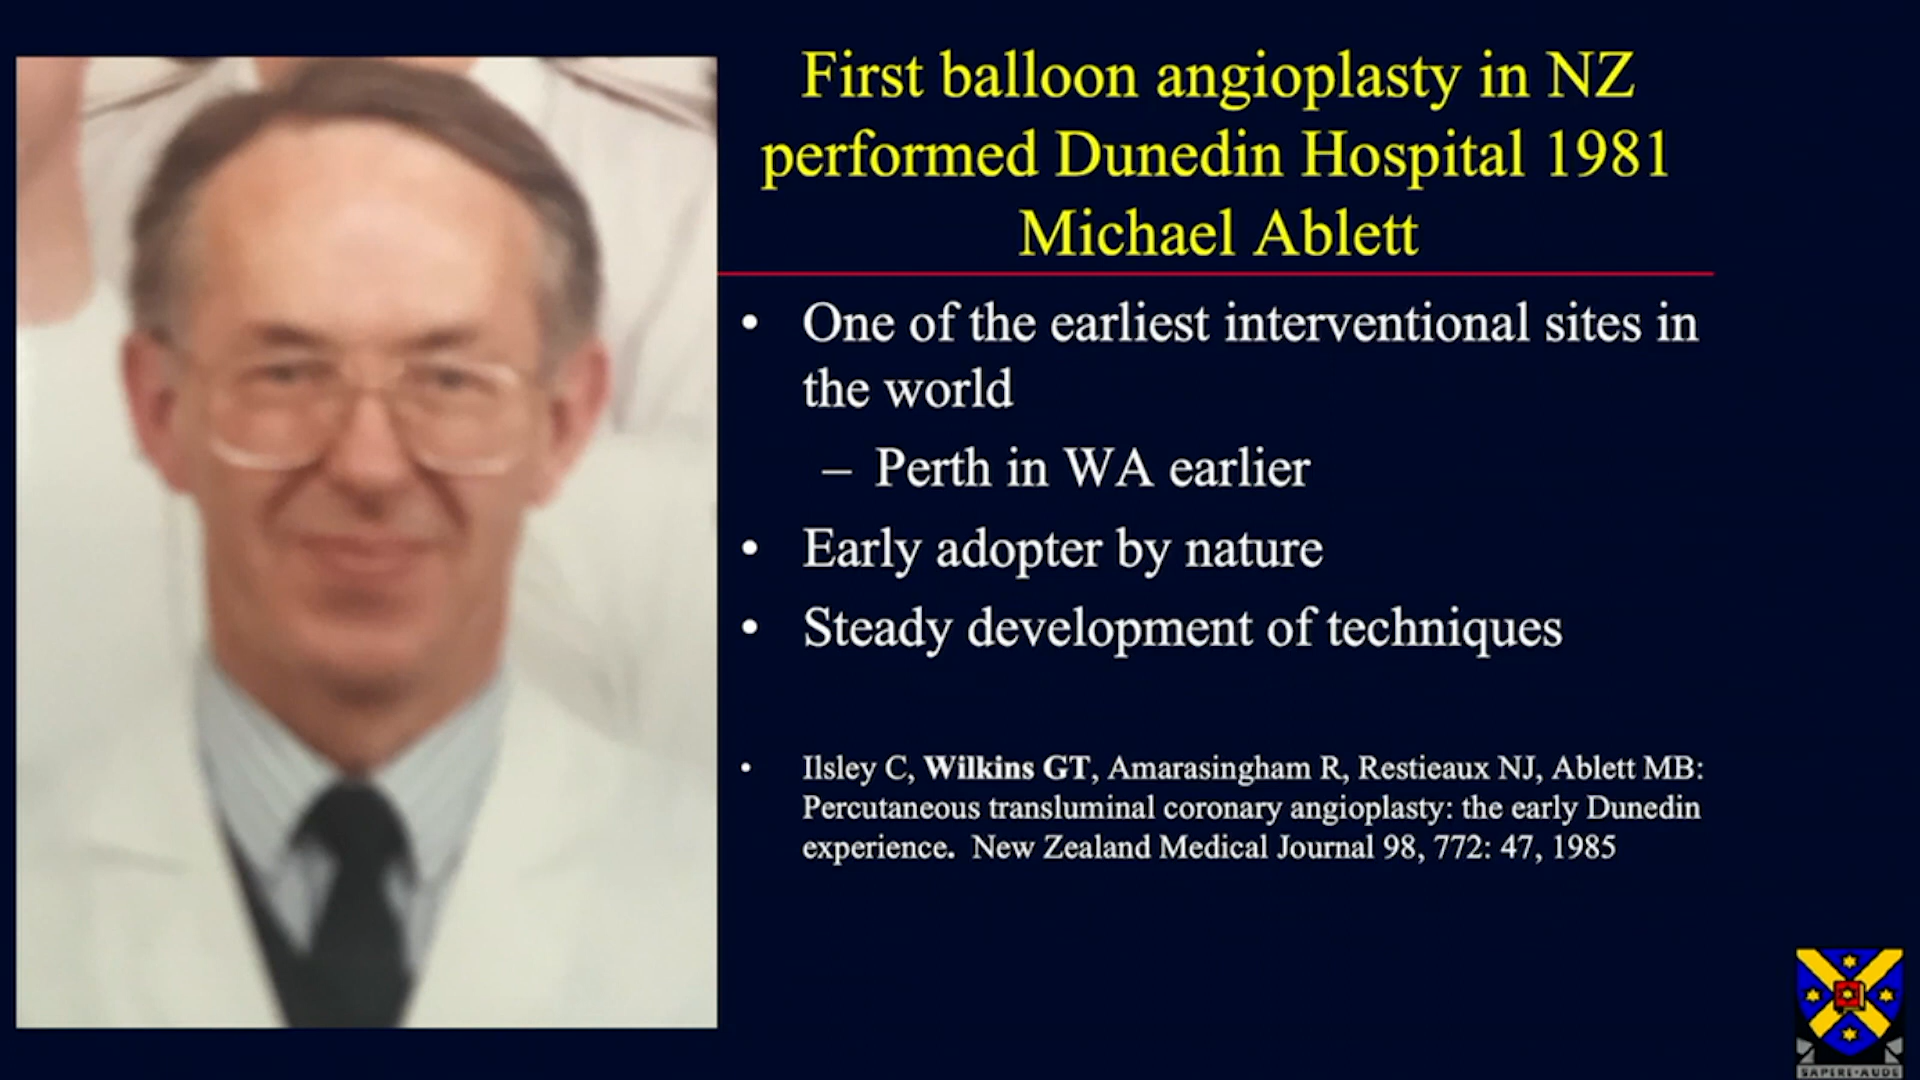 First balloon angioplasty in NZ
performed Dunedin Hospital 1981
Michael Ablett
• One of the earliest interventional sites in
the world
– Perth in WA earlier
• Early adopter by nature
• Steady development of techniques
• Ilsley C, Wilkins GT, Amarasingham R, Restieaux NJ, Ablett MB:
Percutaneous transluminal coronary angioplasty: the early Dunedin
experience. New Zealand Medical Journal 98, 772: 47, 1985
SAPERE·AUDE